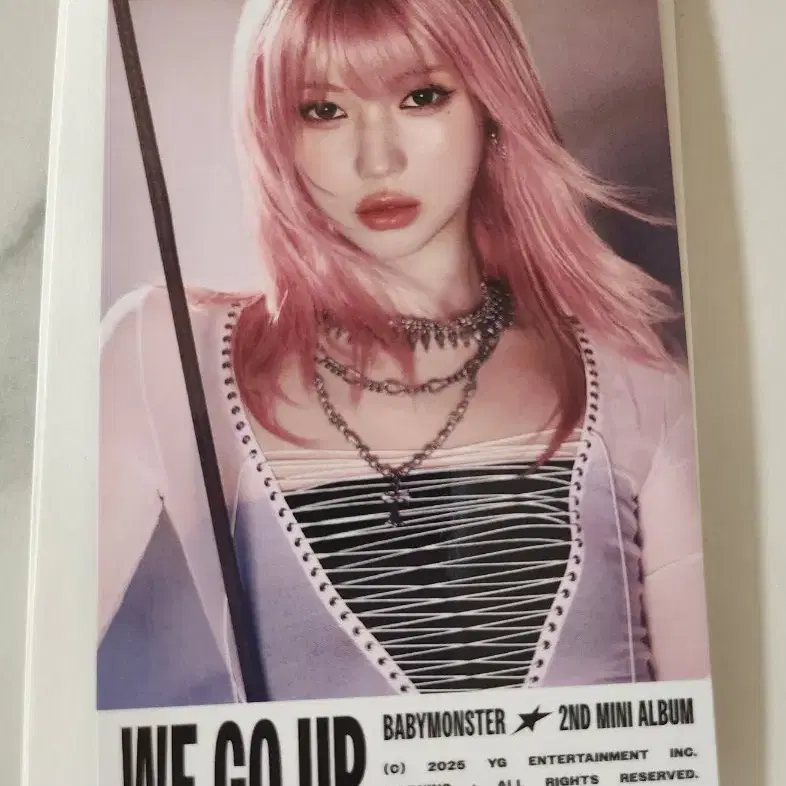 WE GO UP
BABYMONSTER ★ 2ND MINI ALBUM
(c) 2025 YG ENTERTAINMENT INC.
. ALL RIGHTS RESERVED.